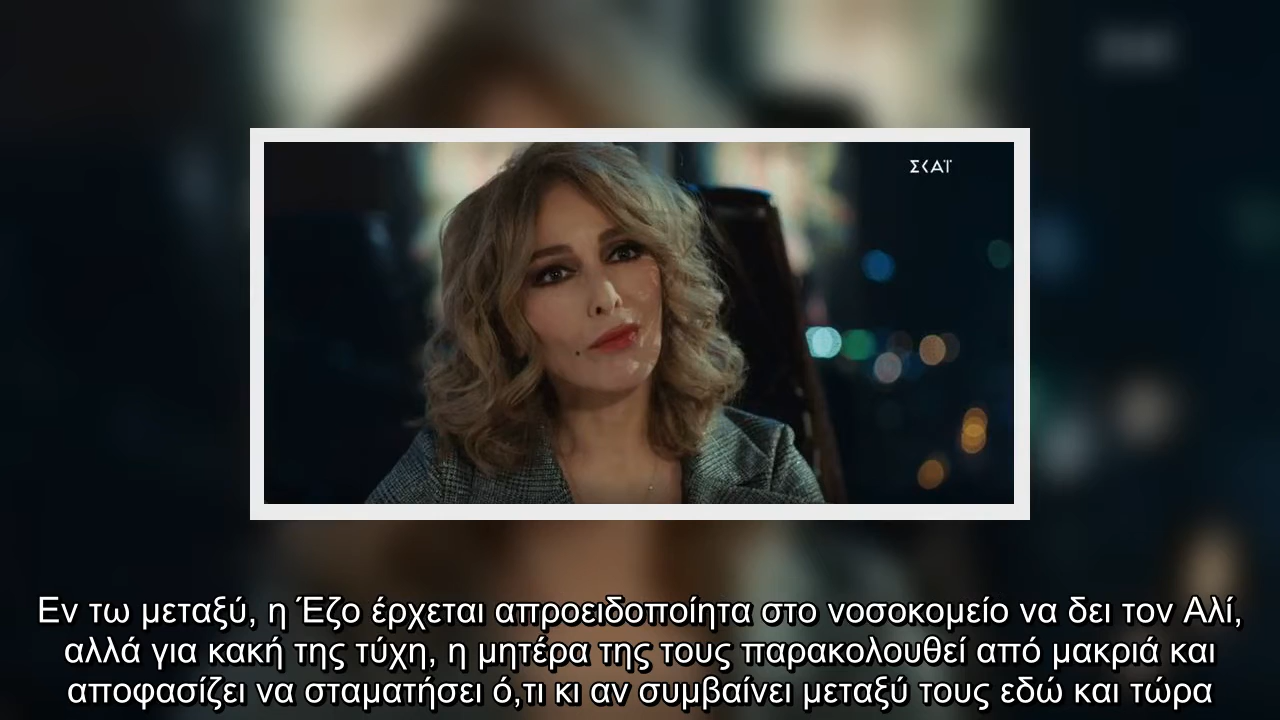 ΣΚΑΪ
Εν τω μεταξύ, η Έζο έρχεται απροειδοποίητα στο νοσοκομείο να δει τον Αλί,
αλλά για κακή της τύχη, η μητέρα της τους παρακολουθεί από μακριά και
αποφασίζει να σταματήσει ό,τι κι αν συμβαίνει μεταξύ τους εδώ και τώρα